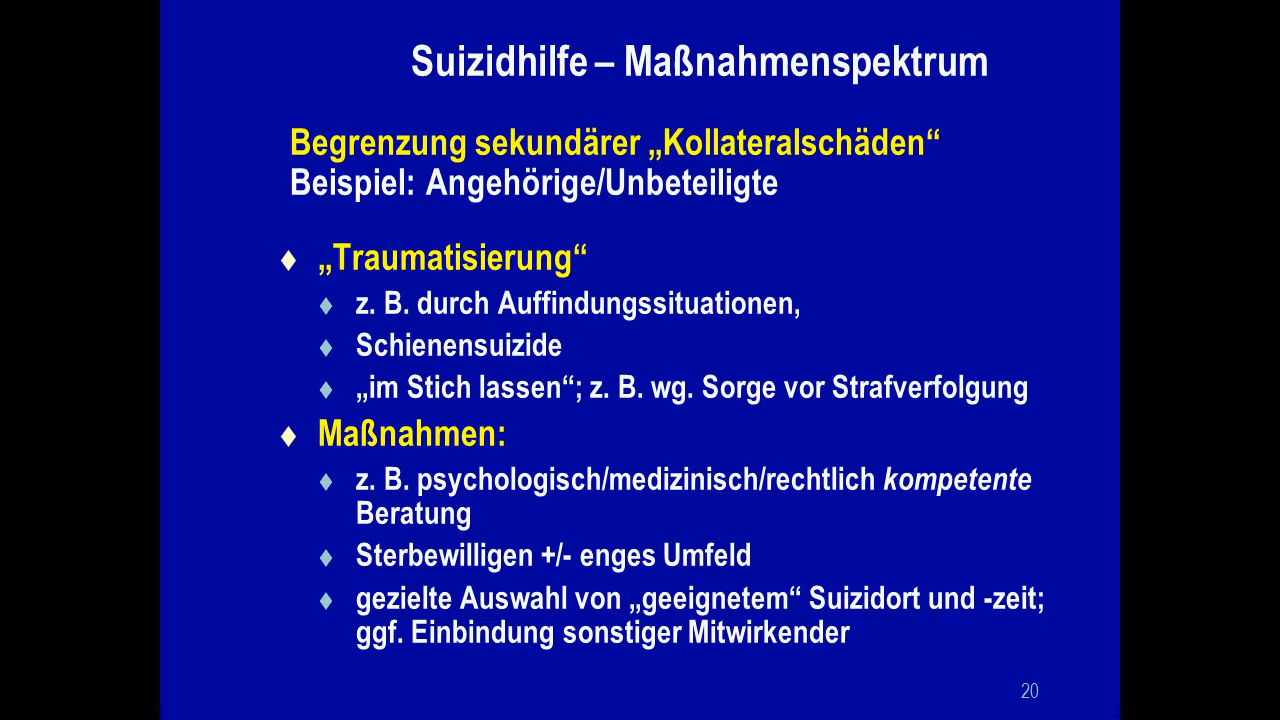 Suizidhilfe – Maßnahmenspektrum
Begrenzung sekundärer „Kollateralschäden“
Beispiel: Angehörige/Unbeteiligte
„Traumatisierung“
z. B. durch Auffindungssituationen,
Schienensuizide
„im Stich lassen“; z. B. wg. Sorge vor Strafverfolgung
Maßnahmen:
z. B. psychologisch/medizinisch/rechtlich kompetente
Beratung
Sterbewilligen +/- enges Umfeld
gezielte Auswahl von „geeignetem“ Suizidort und -zeit;
ggf. Einbindung sonstiger Mitwirkender
20